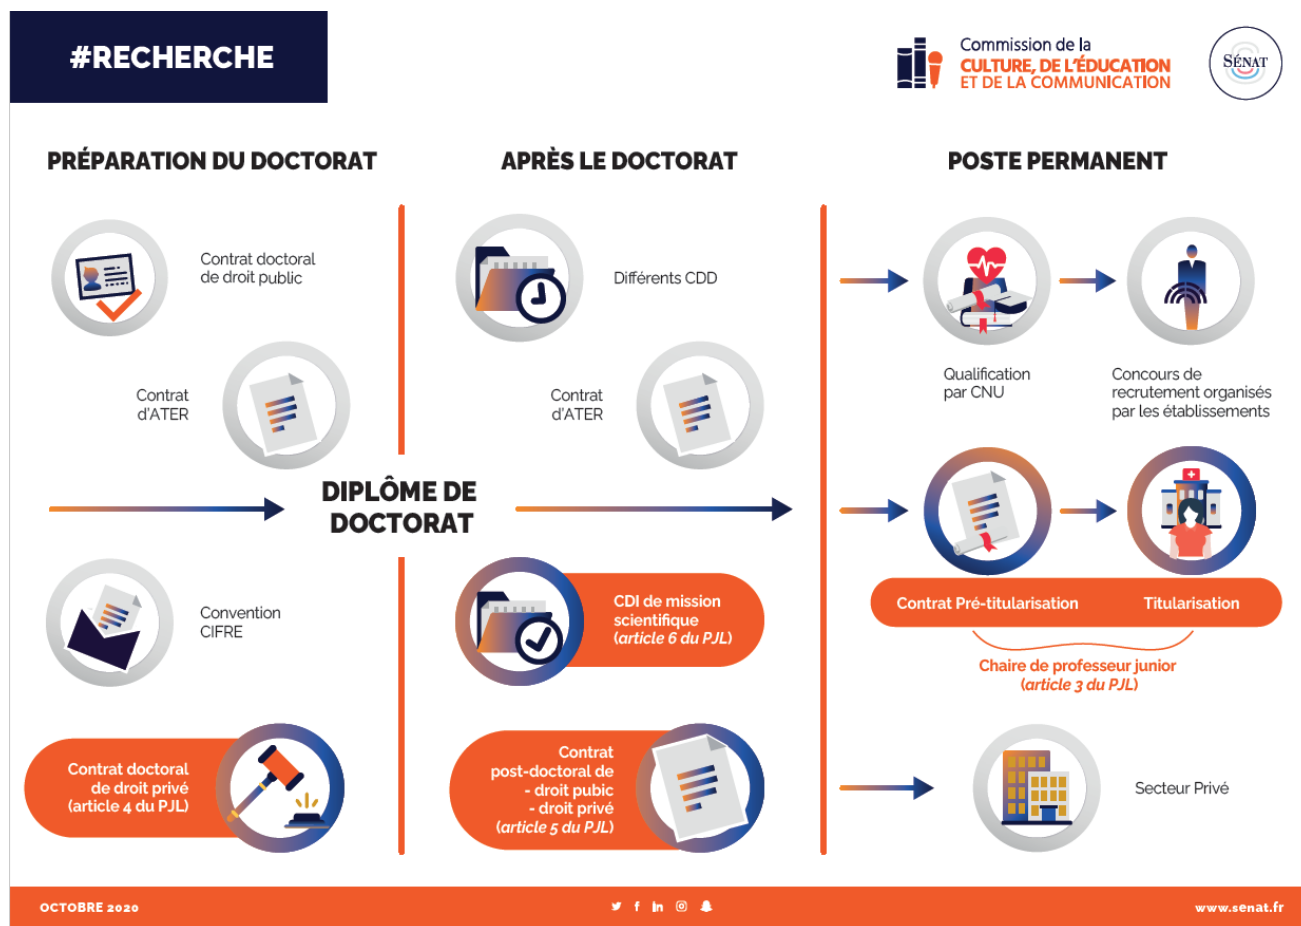 #RECHERCHE
Commission de la
CULTURE, DE L'ÉDUCATION
ET DE LA COMMUNICATION
SÉNAT
PRÉPARATION DU DOCTORAT
Contrat doctoral
de droit public
Contrat
d'ATER
DIPLÔME DE
DOCTORAT
Convention
CIFRE
Contrat doctoral
de droit privé
(article 4 du PJL)
APRÈS LE DOCTORAT
Différents CDD
Contrat
d'ATER
CDI de mission
scientifique
(article 6 du PJL)
Contrat
post-doctoral de
- droit pubic
- droit privé
(article 5 du PJL)
POSTE PERMANENT
Qualification
par CNU
Concours de
recrutement organisés
par les établissements
Contrat Pré-titularisation
Titularisation
Chaire de professeur junior
(article 3 du PJL)
Secteur Privé
OCTOBRE 2020
www.senat.fr